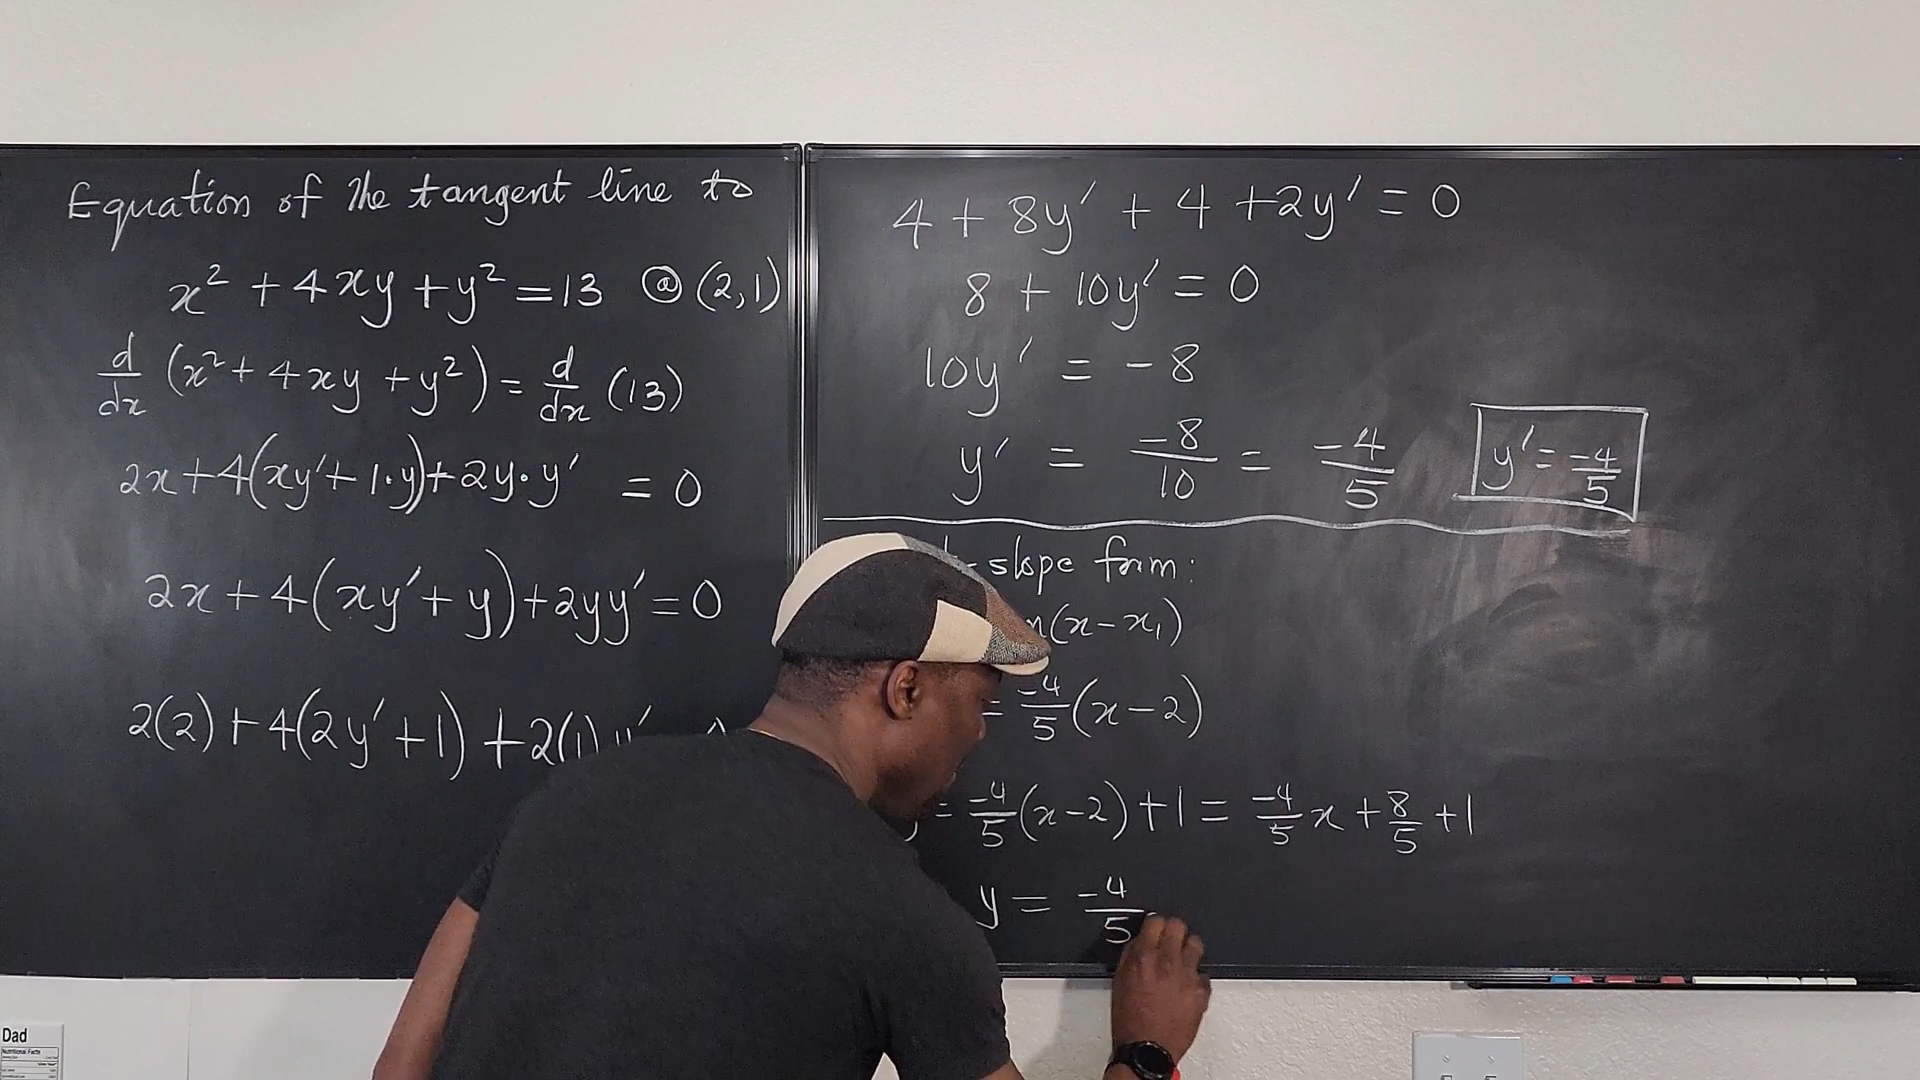 Equation of the tangent line to
x² + 4xy + y² = 13 @ (2,1)
d/dx (x² + 4xy + y²) = d/dx (13)
2x + 4(xy' + 1·y) + 2y·y' = 0
2x + 4(xy' + y) + 2yy' = 0
2(2) + 4(2y' + 1) + 2(1)
4 + 8y' + 4 + 2y' = 0
8 + 10y' = 0
10y' = -8
y' = -8/10 = -4/5
y' = -4/5
-slope form:
(x - x₁)
= -4/5 (x - 2)
= -4/5 (x - 2) + 1 = -4/5 x + 8/5 + 1
y = -4/5
Dad
Nutritional Facts